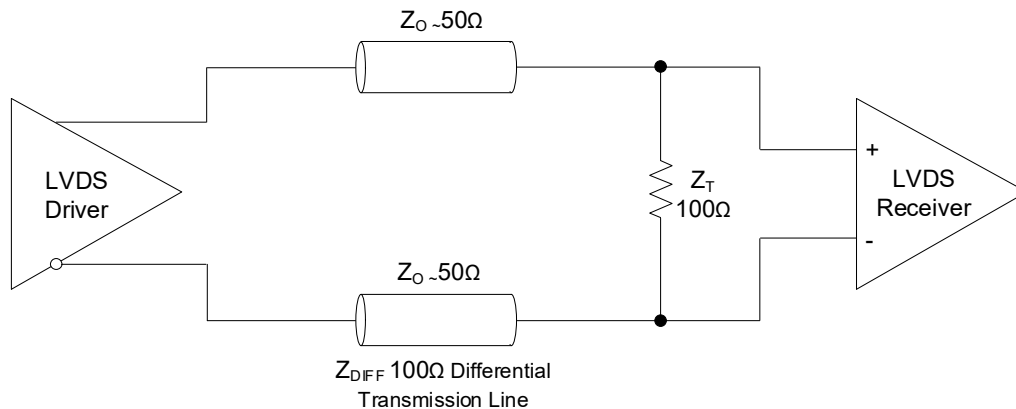 Z_O ~50Ω
LVDS
Driver
+
-
Z_T
100Ω
LVDS
Receiver
Z_O ~50Ω
Z_DIFF 100Ω Differential
Transmission Line